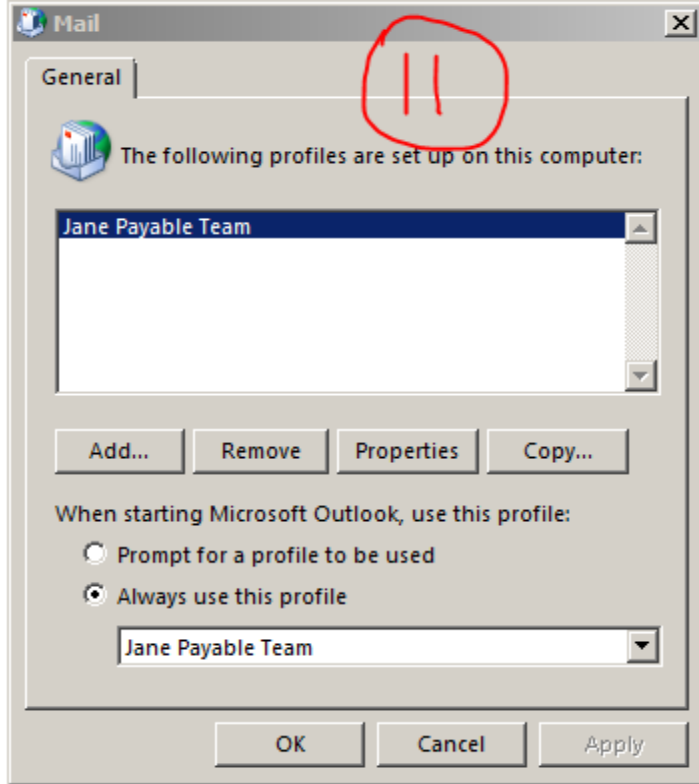 Mail
General
11
The following profiles are set up on this computer:
Jane Payable Team
Add... Remove Properties Copy...
When starting Microsoft Outlook, use this profile:
Prompt for a profile to be used
Always use this profile
Jane Payable Team
OK Cancel Apply